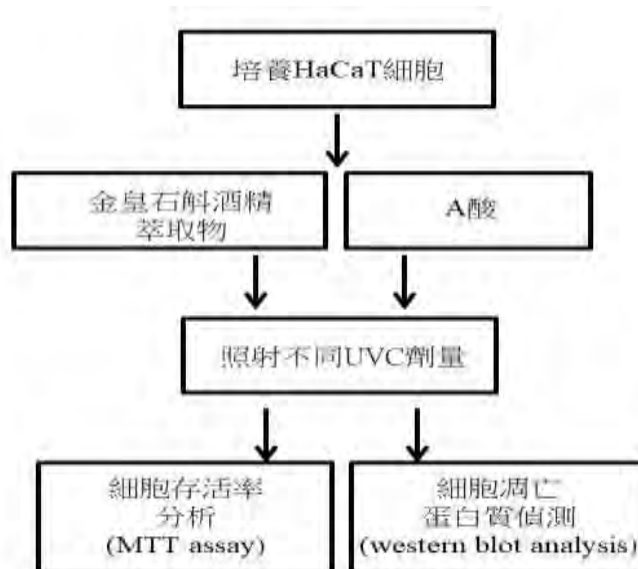 培養HaCaT細胞
金皇石斛酒精
萃取物
A酸
照射不同UVC劑量
細胞存活率
分析
(MTT assay)
細胞凋亡
蛋白質偵測
(western blot analysis)